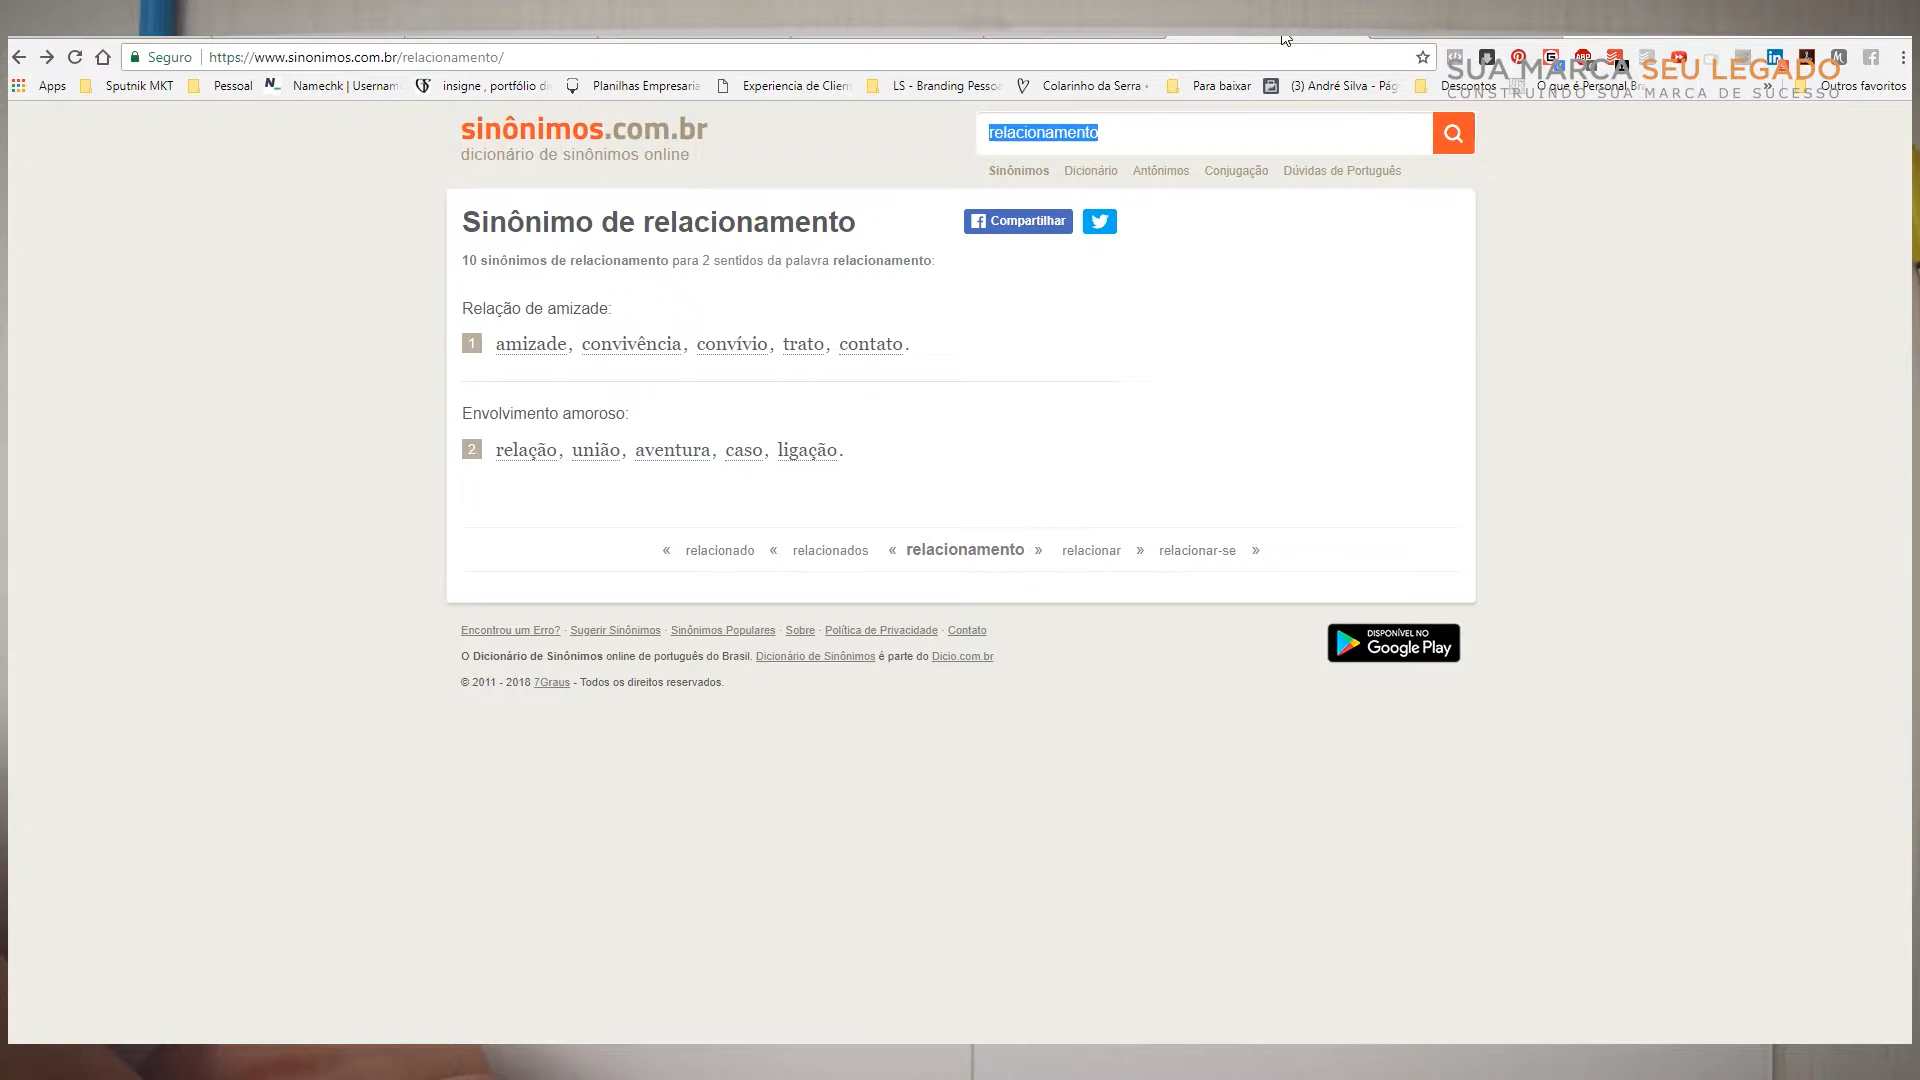 Seguro https://www.sinonimos.com.br/relacionamento/
SUA MARCA SEU LEGADO
CONSTRUINDO SUA MARCA DE SUCESSO
Apps Sputnik MKT Pessoal Namechk | Usernam insigne , portfólio di Planilhas Empresaria Experiencia de Clien LS - Branding Pesso Colarinho da Serra Para baixar (3) André Silva - Pág Descontos O que é Personal Br » Outros favoritos
sinônimos.com.br
dicionário de sinônimos online
relacionamento
Sinônimos Dicionário Antônimos Conjugação Dúvidas de Português
Sinônimo de relacionamento
Compartilhar
10 sinônimos de relacionamento para 2 sentidos da palavra relacionamento:
Relação de amizade:
1 amizade, convivência, convívio, trato, contato.
Envolvimento amoroso:
2 relação, união, aventura, caso, ligação.
« relacionado « relacionados « relacionamento » relacionar » relacionar-se »
Encontrou um Erro? · Sugerir Sinônimos · Sinônimos Populares · Sobre · Política de Privacidade · Contato
O Dicionário de Sinônimos online de português do Brasil. Dicionário de Sinônimos é parte do Dicio.com.br
© 2011 - 2018 7Graus - Todos os direitos reservados.
DISPONÍVEL NO
Google Play